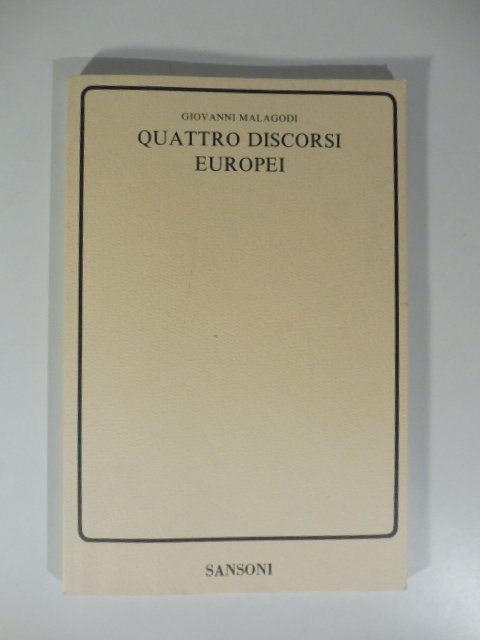 GIOVANNI MALAGODI
QUATTRO DISCORSI
EUROPEI
SANSONI